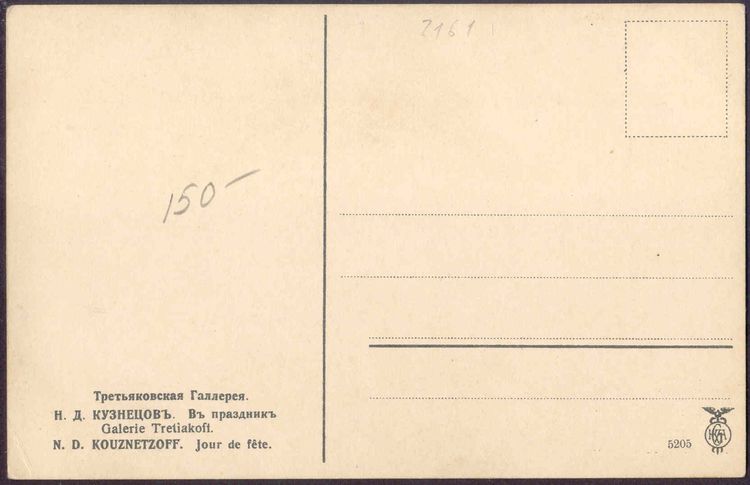 2161
150-
Третьяковская Галлерея.
Н. Д. КУЗНЕЦОВЪ. Въ праздникъ
Galerie Tretiakoff.
N. D. KOUZNETZOFF. Jour de fête.
5205